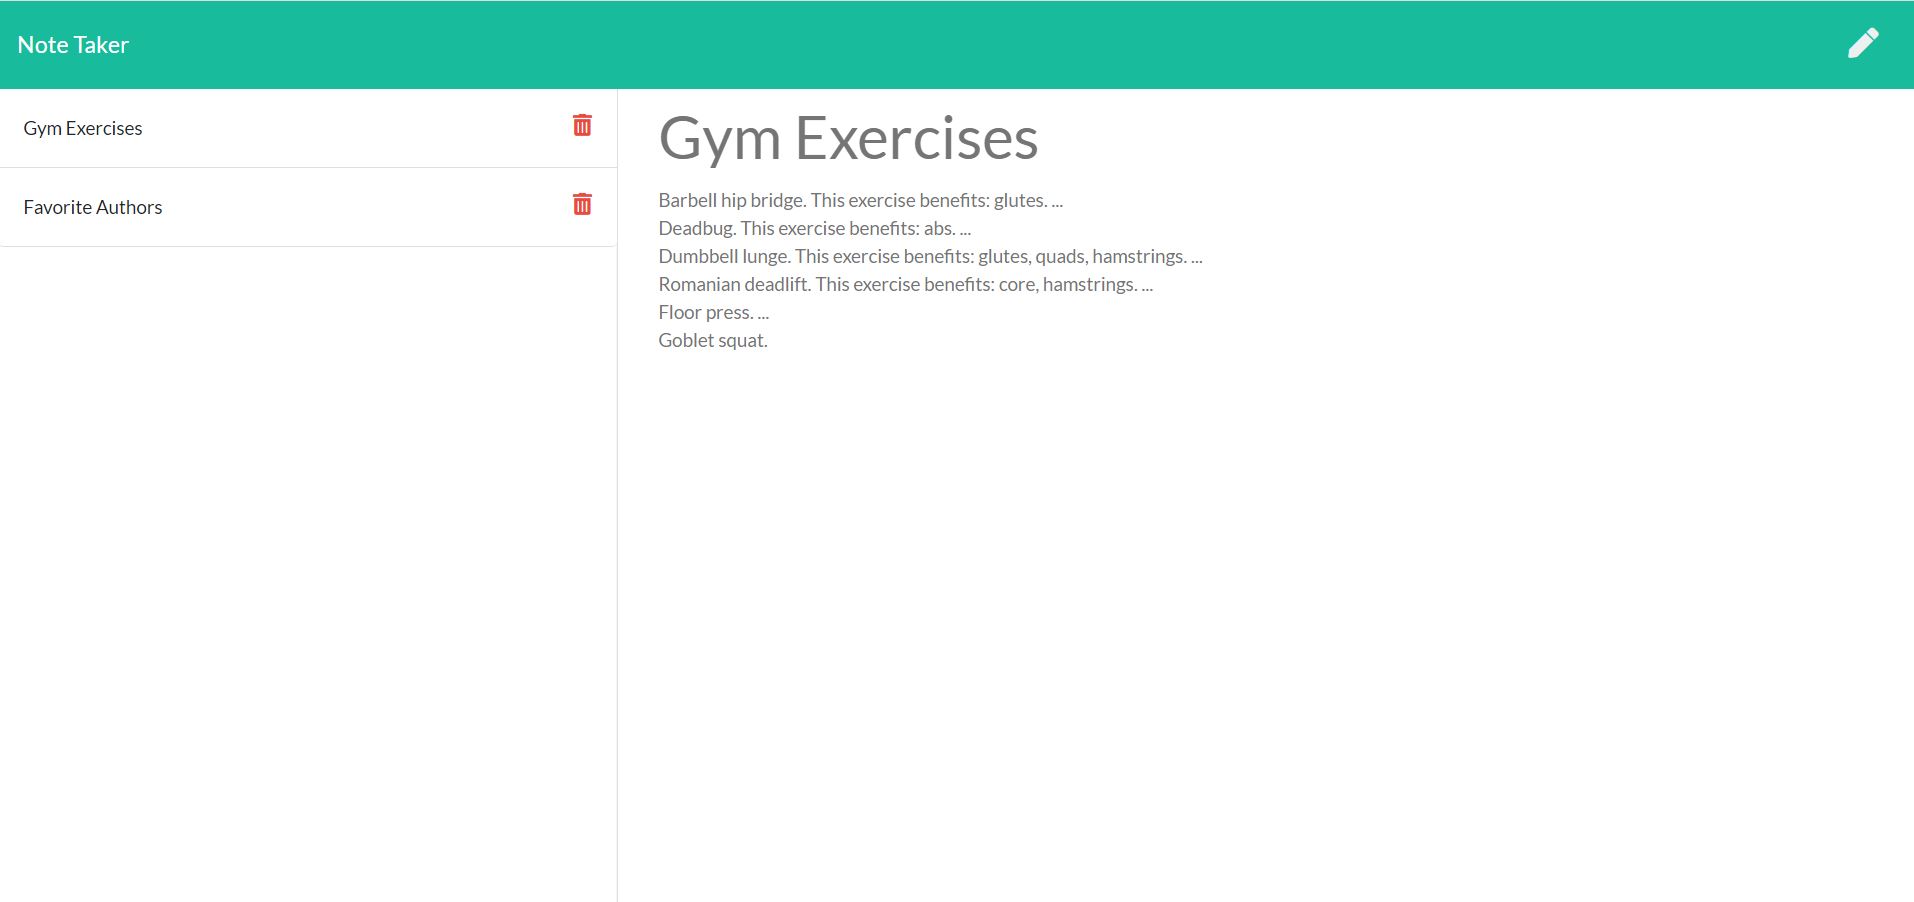 Note Taker
Gym Exercises
Favorite Authors
Gym Exercises
Barbell hip bridge. This exercise benefits: glutes. ...
Deadbug. This exercise benefits: abs. ...
Dumbbell lunge. This exercise benefits: glutes, quads, hamstrings. ...
Romanian deadlift. This exercise benefits: core, hamstrings. ...
Floor press. ...
Goblet squat.